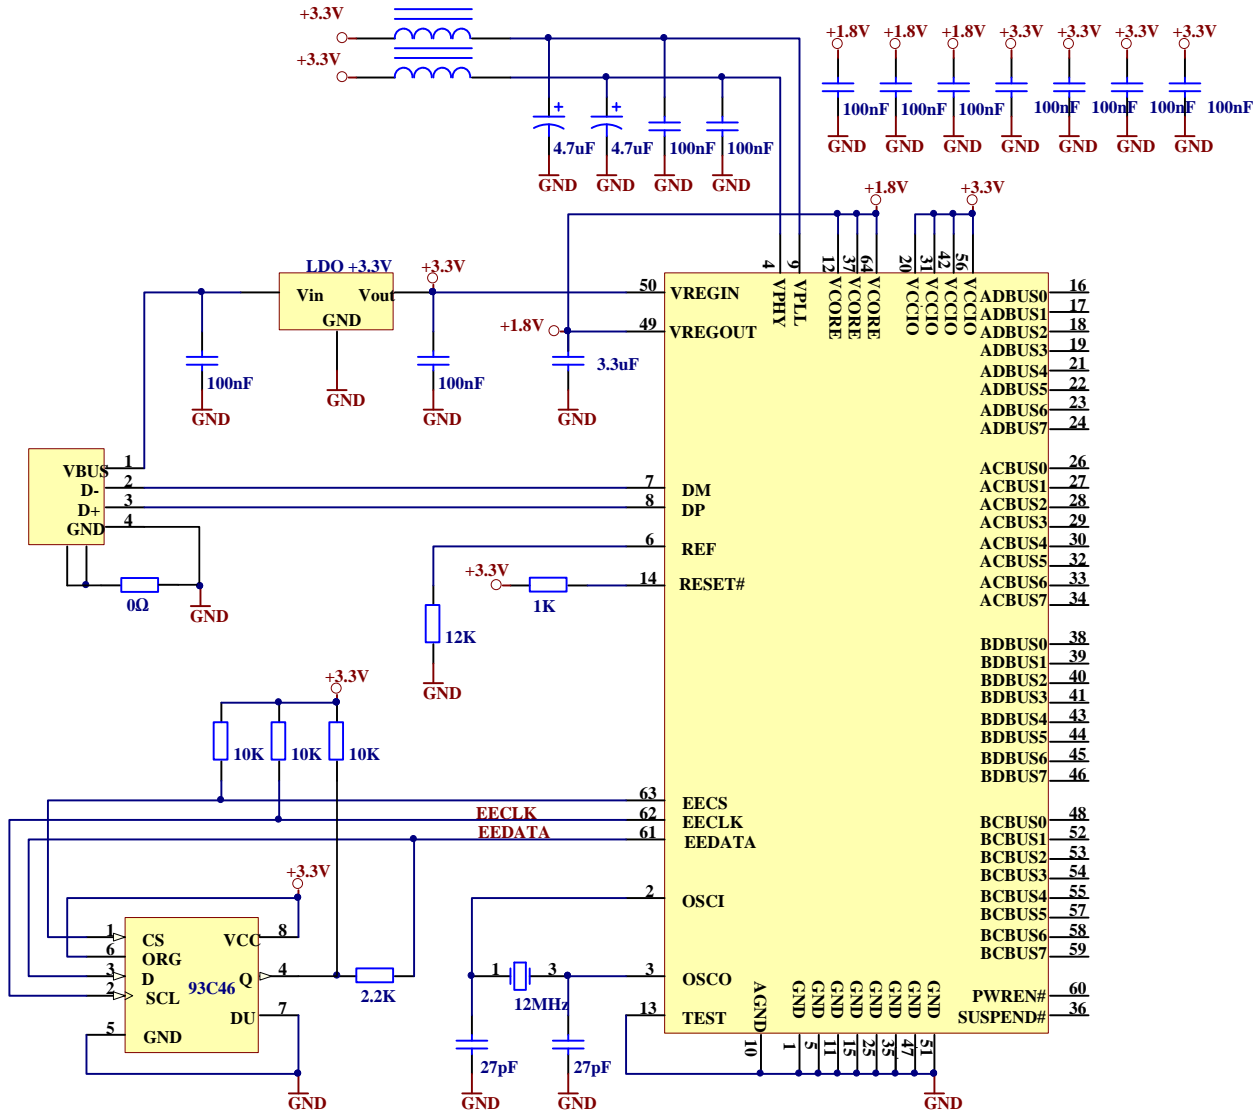 +3.3V
+3.3V
+ +
4.7uF 4.7uF 100nF 100nF
GND GND GND GND
+1.8V +1.8V +1.8V +3.3V +3.3V +3.3V +3.3V
100nF 100nF 100nF 100nF 100nF 100nF 100nF
GND GND GND GND GND GND GND
+1.8V +3.3V
LDO +3.3V
Vin Vout
GND
+3.3V
100nF
GND
GND
100nF
GND
+1.8V
3.3uF
GND
VBUS 1
D- 2
D+ 3
GND 4
0Ω
GND
12K
GND
+3.3V
1K
+3.3V
10K 10K 10K
EECLK
EEDATA
+3.3V
93C46
1 CS
6 ORG
3 D
2 SCL
5 GND
VCC 8
Q 4
DU 7
2.2K
GND
1 3
12MHz
27pF 27pF
GND GND
4 VPHY
9 VPLL
12 VCORE
37 VCORE
64 VCORE
20 VCCIO
31 VCCIO
42 VCCIO
56 VCCIO
50 VREGIN
49 VREGOUT
7 DM
8 DP
6 REF
14 RESET#
63 EECS
62 EECLK
61 EEDATA
2 OSCI
3 OSCO
13 TEST
ADBUS0 16
ADBUS1 17
ADBUS2 18
ADBUS3 19
ADBUS4 21
ADBUS5 22
ADBUS6 23
ADBUS7 24
ACBUS0 26
ACBUS1 27
ACBUS2 28
ACBUS3 29
ACBUS4 30
ACBUS5 32
ACBUS6 33
ACBUS7 34
BDBUS0 38
BDBUS1 39
BDBUS2 40
BDBUS3 41
BDBUS4 43
BDBUS5 44
BDBUS6 45
BDBUS7 46
BCBUS0 48
BCBUS1 52
BCBUS2 53
BCBUS3 54
BCBUS4 55
BCBUS5 57
BCBUS6 58
BCBUS7 59
PWREN# 60
SUSPEND# 36
AGND 10
GND 1
GND 5
GND 11
GND 15
GND 25
GND 35
GND 47
GND 51
GND